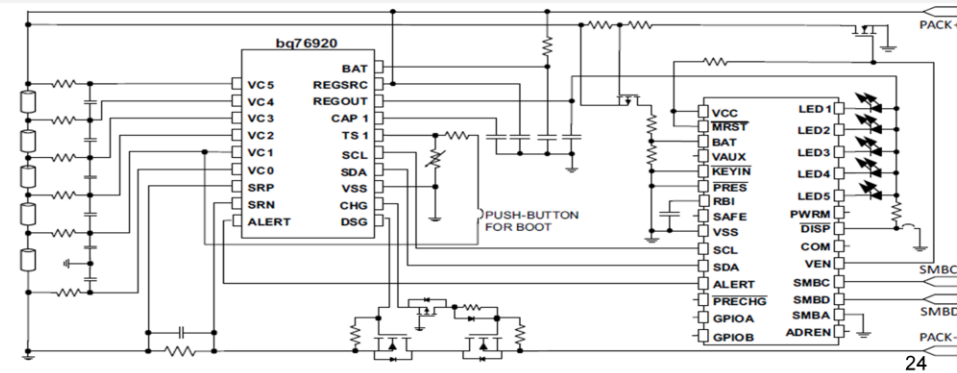 PACK+
bq76920
BAT
VC5
REGSRC
VC4
REGOUT
VC3
CAP 1
VC2
TS 1
VC1
SCL
VC0
SDA
SRP
VSS
SRN
CHG
ALERT
DSG
PUSH-BUTTON
FOR BOOT
VCC
MRST
BAT
VAUX
KEYIN
PRES
RBI
SAFE
VSS
SCL
SDA
ALERT
PRECHG
GPIOA
GPIOB
LED1
LED2
LED3
LED4
LED5
PWRM
DISP
COM
VEN
SMBC
SMBD
SMBA
ADREN
SMBC
SMBD
PACK-
24